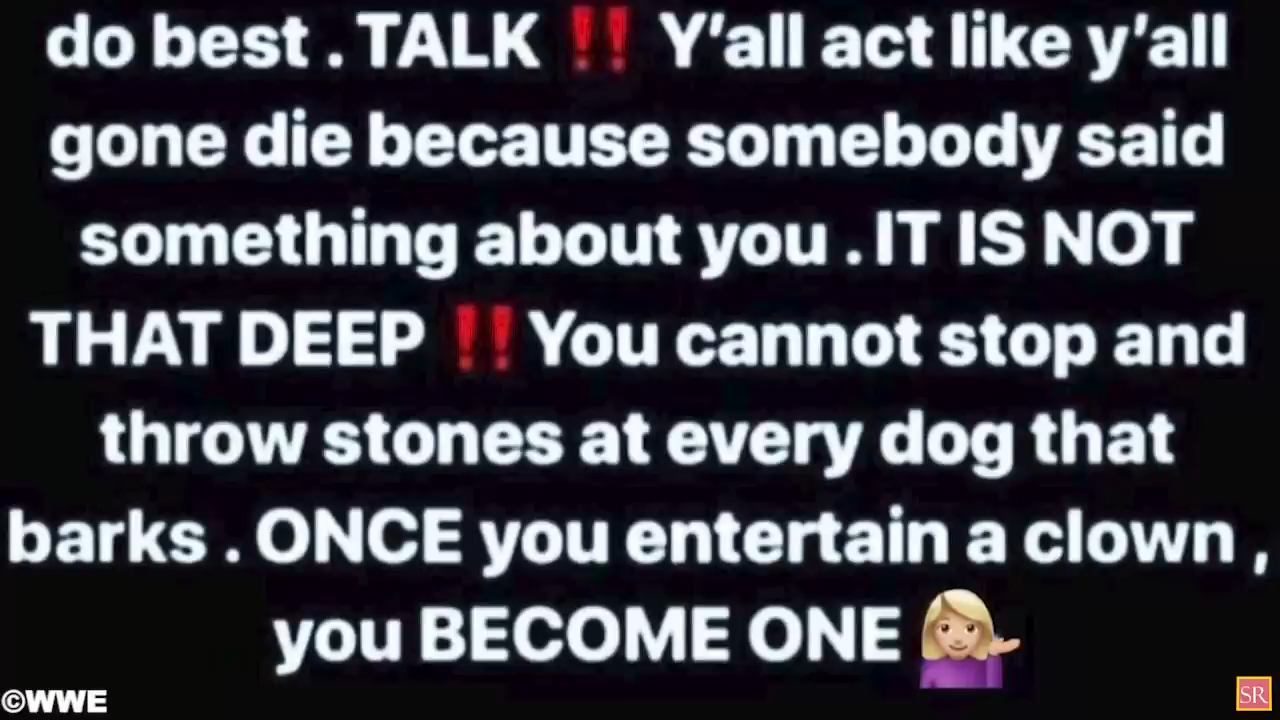 do best . TALK ‼️ Y'all act like y'all
gone die because somebody said
something about you . IT IS NOT
THAT DEEP ‼️ You cannot stop and
throw stones at every dog that
barks . ONCE you entertain a clown ,
you BECOME ONE 💁🏼‍♀️
©WWE
SR